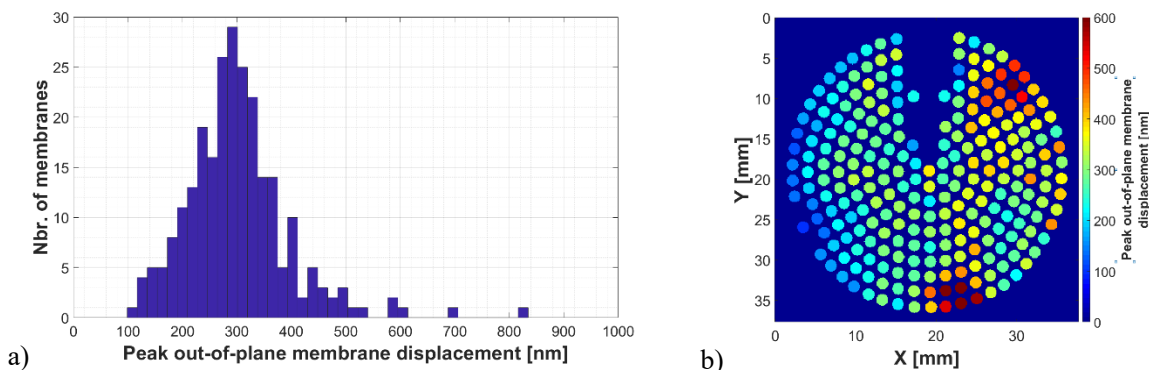 30
25
20
15
10
5
0
Nbr. of membranes
0 100 200 300 400 500 600 700 800 900 1000
Peak out-of-plane membrane displacement [nm]
a)
0
5
10
15
20
25
30
35
Y [mm]
0 10 20 30
X [mm]
b)
600
500
400
300
200
100
0
Peak out-of-plane membrane
displacement [nm]